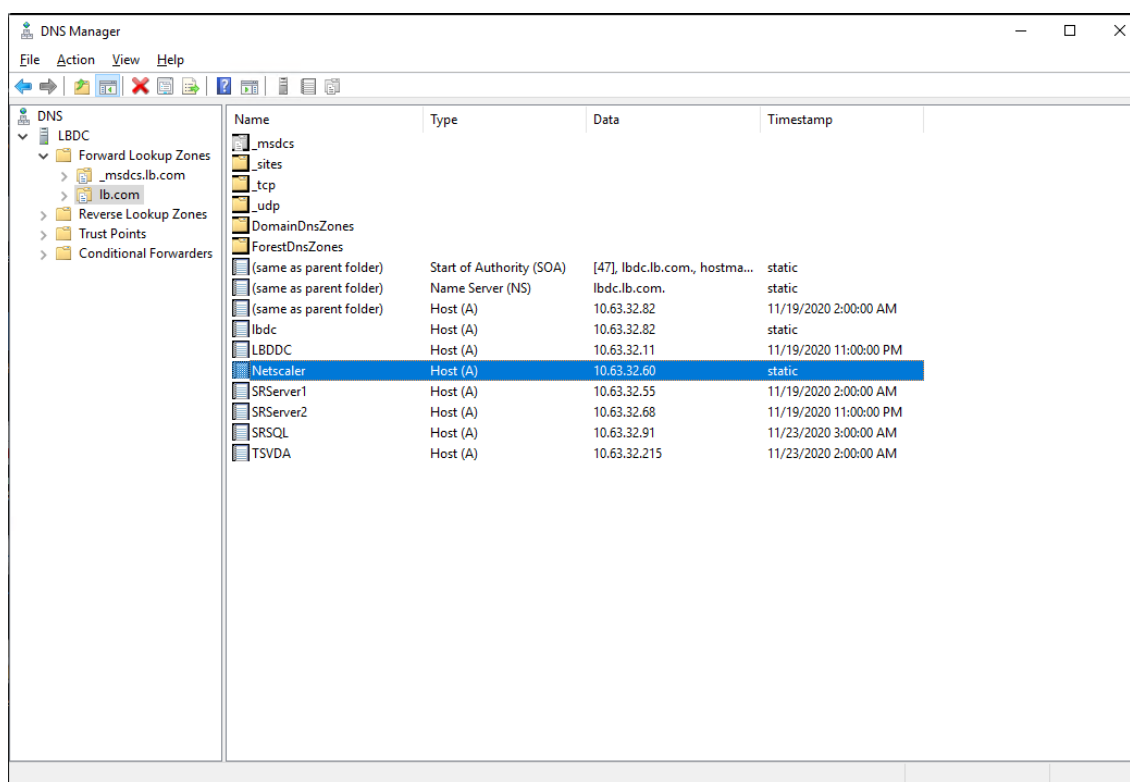 DNS Manager
File Action View Help
DNS
LBDC
Forward Lookup Zones
_msdcs.lb.com
lb.com
Reverse Lookup Zones
Trust Points
Conditional Forwarders
Name Type Data Timestamp
_msdcs
_sites
_tcp
_udp
DomainDnsZones
ForestDnsZones
(same as parent folder) Start of Authority (SOA) [47], lbdc.lb.com., hostma... static
(same as parent folder) Name Server (NS) lbdc.lb.com. static
(same as parent folder) Host (A) 10.63.32.82 11/19/2020 2:00:00 AM
lbdc Host (A) 10.63.32.82 static
LBDDC Host (A) 10.63.32.11 11/19/2020 11:00:00 PM
Netscaler Host (A) 10.63.32.60 static
SRServer1 Host (A) 10.63.32.55 11/19/2020 2:00:00 AM
SRServer2 Host (A) 10.63.32.68 11/19/2020 11:00:00 PM
SRSQL Host (A) 10.63.32.91 11/23/2020 3:00:00 AM
TSVDA Host (A) 10.63.32.215 11/23/2020 2:00:00 AM